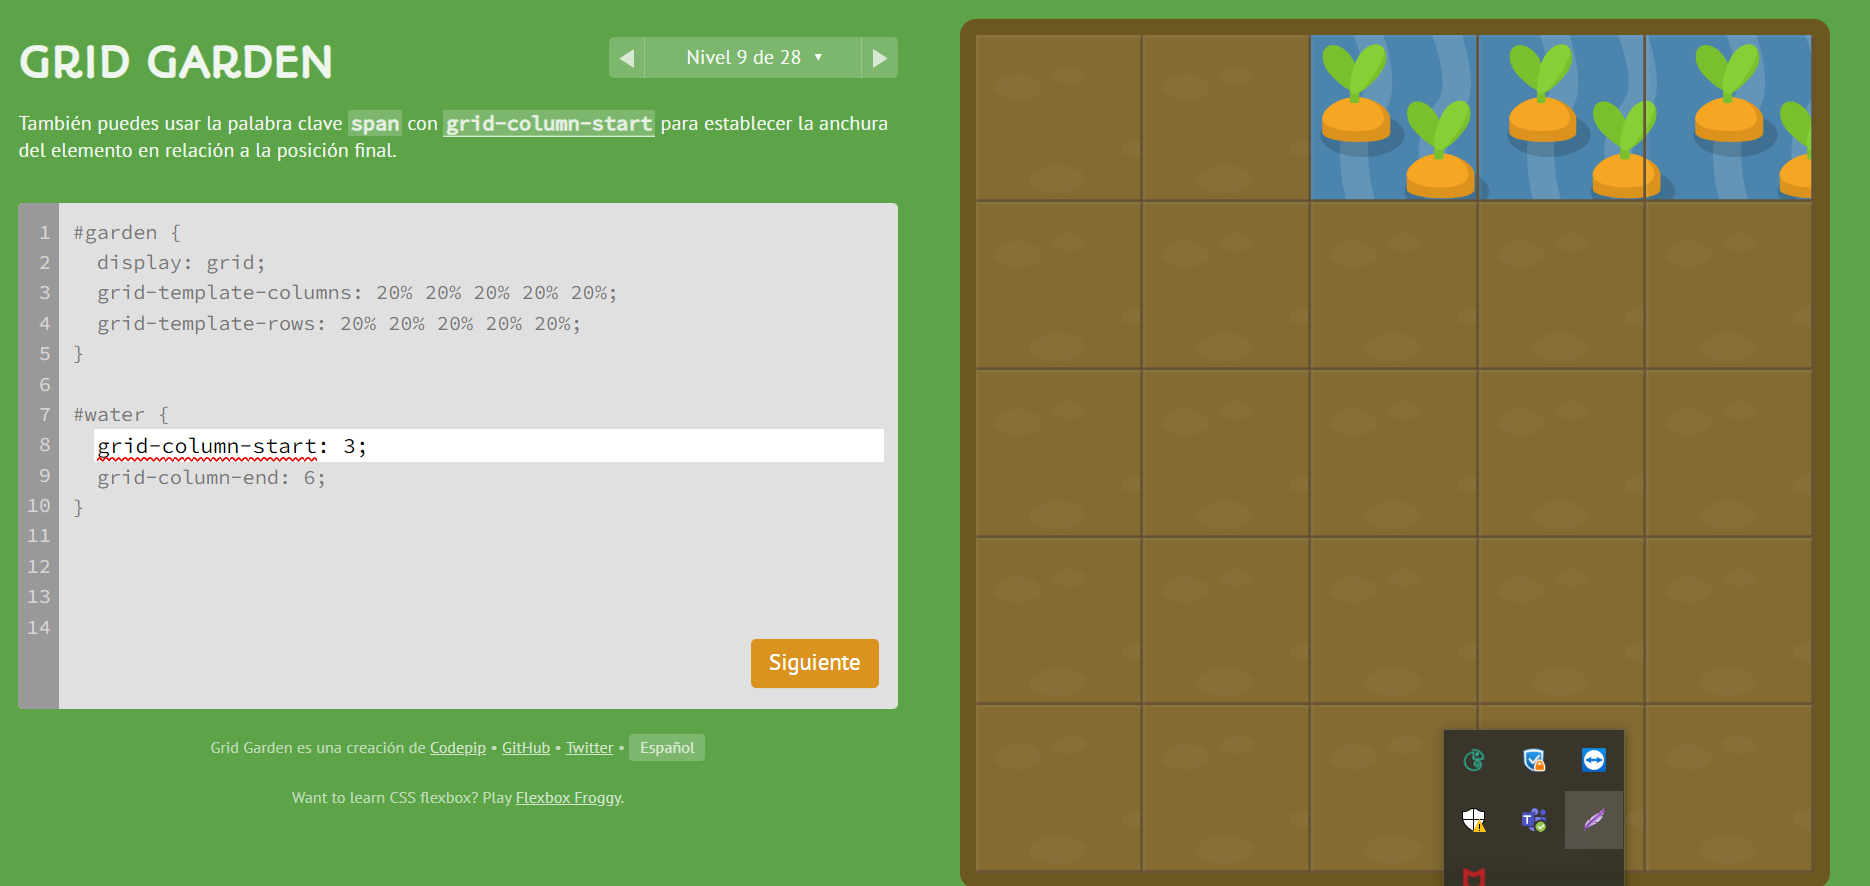 GRID GARDEN
Nivel 9 de 28 ▼
También puedes usar la palabra clave span con grid-column-start para establecer la anchura
del elemento en relación a la posición final.
1 #garden {
2 display: grid;
3 grid-template-columns: 20% 20% 20% 20% 20%;
4 grid-template-rows: 20% 20% 20% 20% 20%;
5 }
6
7 #water {
8 grid-column-start: 3;
9 grid-column-end: 6;
10 }
11
12
13
14
Siguiente
Grid Garden es una creación de Codepip • GitHub • Twitter • Español
Want to learn CSS flexbox? Play Flexbox Froggy.
T